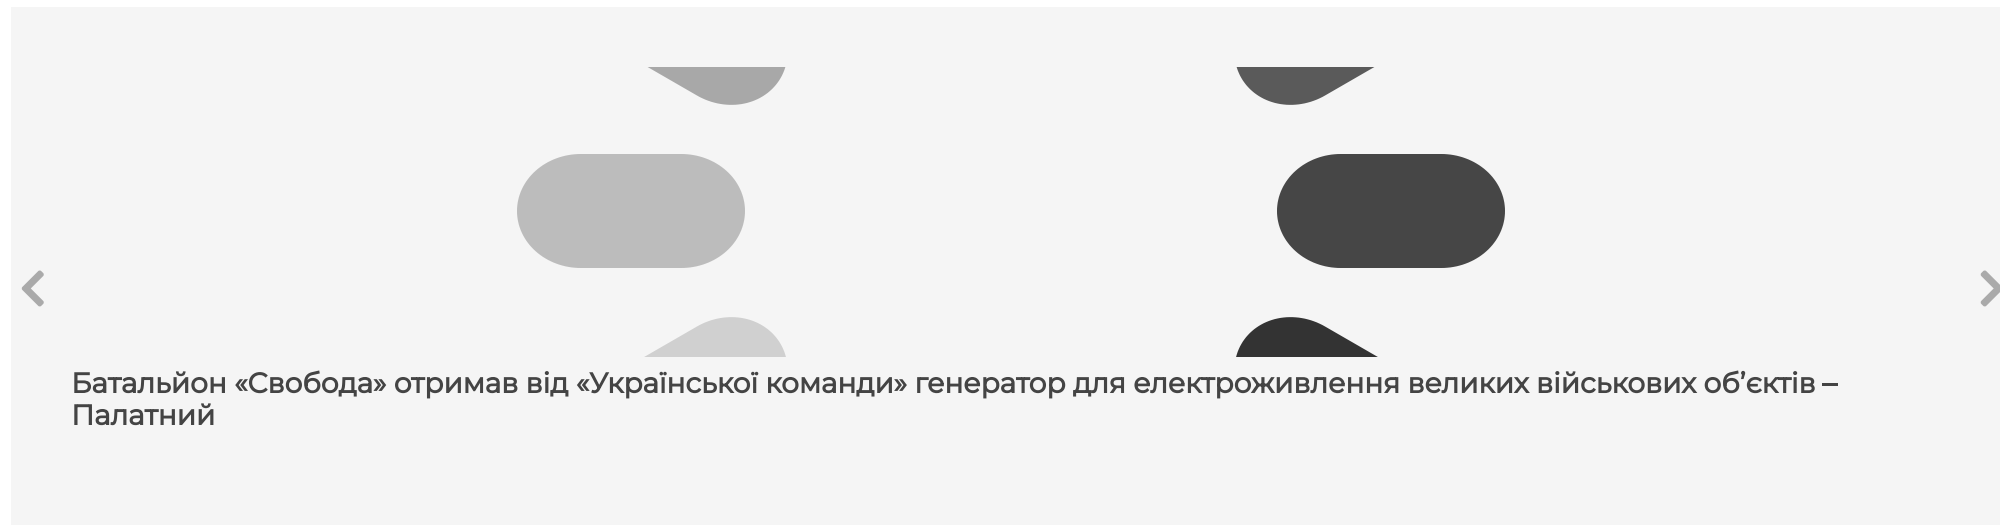 Батальйон «Свобода» отримав від «Української команди» генератор для електроживлення великих військових об’єктів –
Палатний